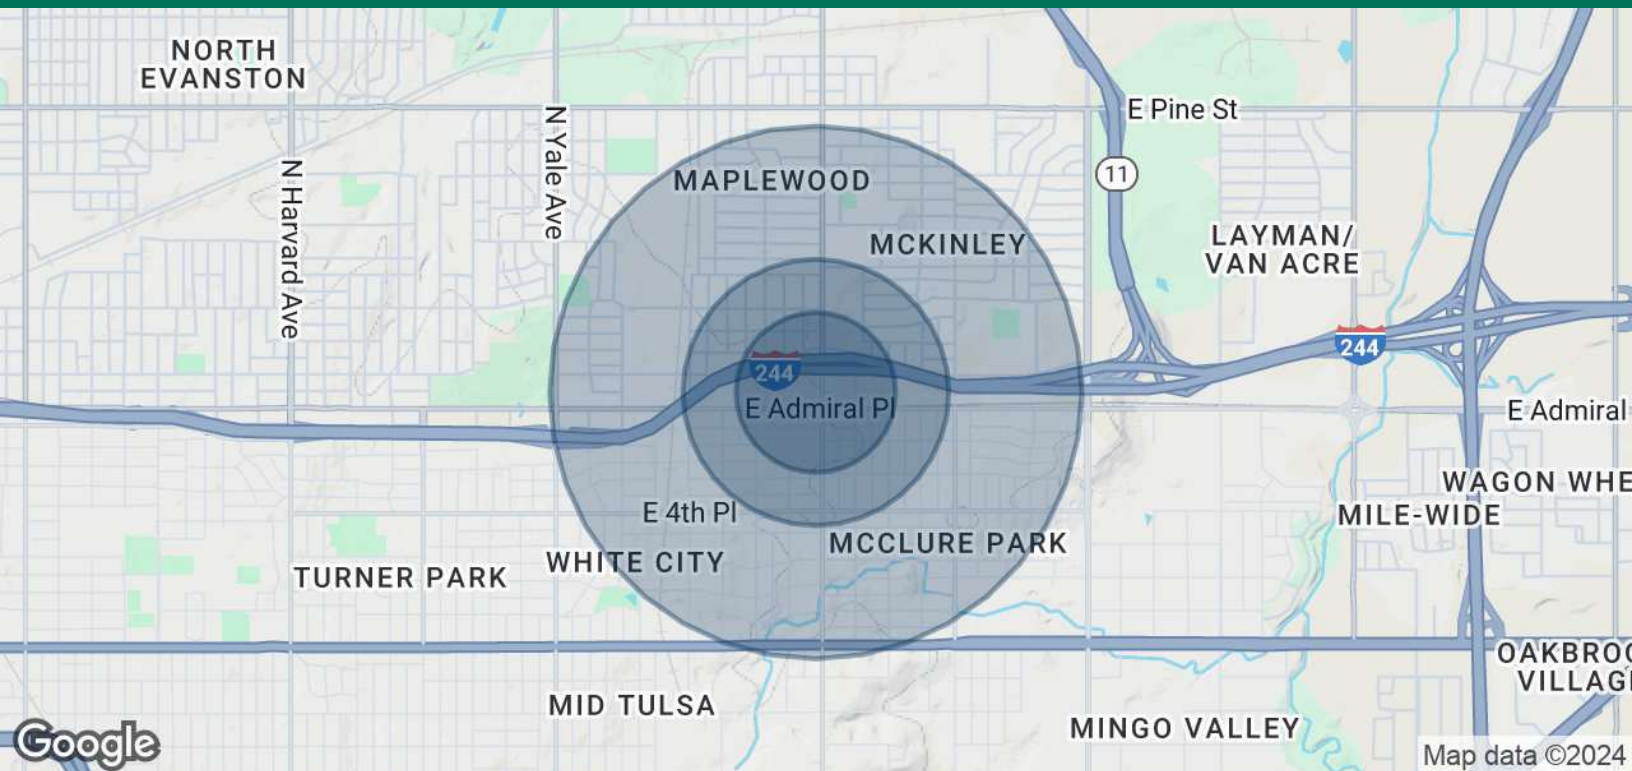 NORTH
EVANSTON
E Pine St
N Yale Ave
N Harvard Ave
11
MAPLEWOOD
MCKINLEY
LAYMAN/
VAN ACRE
244
244
E Admiral Pl
E Admiral
WAGON WHE
E 4th Pl
MILE-WIDE
MCCLURE PARK
WHITE CITY
TURNER PARK
OAKBROO
VILLAG
MID TULSA
MINGO VALLEY
Google
Map data ©2024